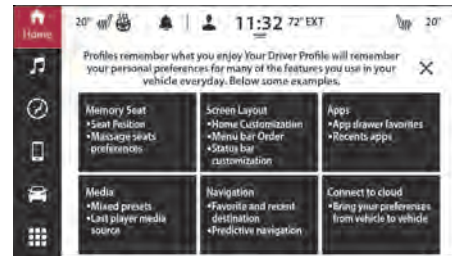 Home
20°
11:32 72° EXT
20°
Profiles remember what you enjoy Your Driver Profile will remember
your personal preferences for many of the features you use in your
vehicle everyday. Below some examples.
Memory Seat
•Seat Position
•Massage seats
preferences
Screen Layout
•Home Customization
•Menu bar Order
•Status bar
customization
Apps
•App drawer favorites
•Recents apps
Media
•Mixed presets
•Last player media
source
Navigation
•Favorite and recent
destination
•Predictive navigation
Connect to cloud
•Bring your preferences
from vehicle to vehicle